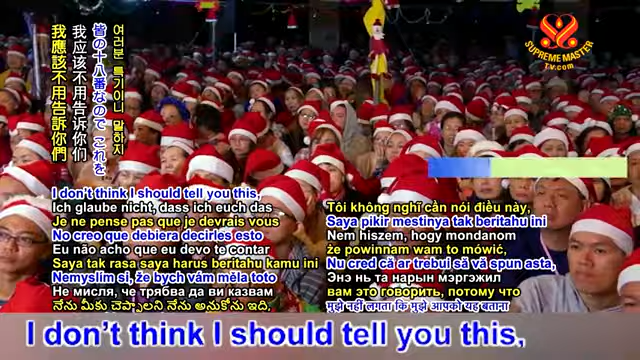 SUPREME MASTER
TV.com
여러분 특기이니 말하지
皆の十八番なので これを
我应该不用告诉你们
我應該不用告訴你們
I don't think I should tell you this,
Ich glaube nicht, dass ich euch das
Je ne pense pas que je devrais vous
No creo que debiera decirles esto
Eu não acho que eu devo te contar
Saya tak rasa saya harus beritahu kamu ini
Nemyslím si, že bych vám měla toto
Не мисля, че трябва да ви казвам
నేను మీకు చెప్పాలని నేను అనుకోను ఇది,
Tôi không nghĩ cần nói điều này,
Saya pikir mestinya tak beritahu ini
Nem hiszem, hogy mondanom
że powinnam wam to mówić,
Nu cred că ar trebui să vă spun asta,
Энэ нь та нарын мэргэжил
вам это говорить, потому что
मुझे नहीं लगता कि मुझे आपको यह बताना
I don't think I should tell you this,